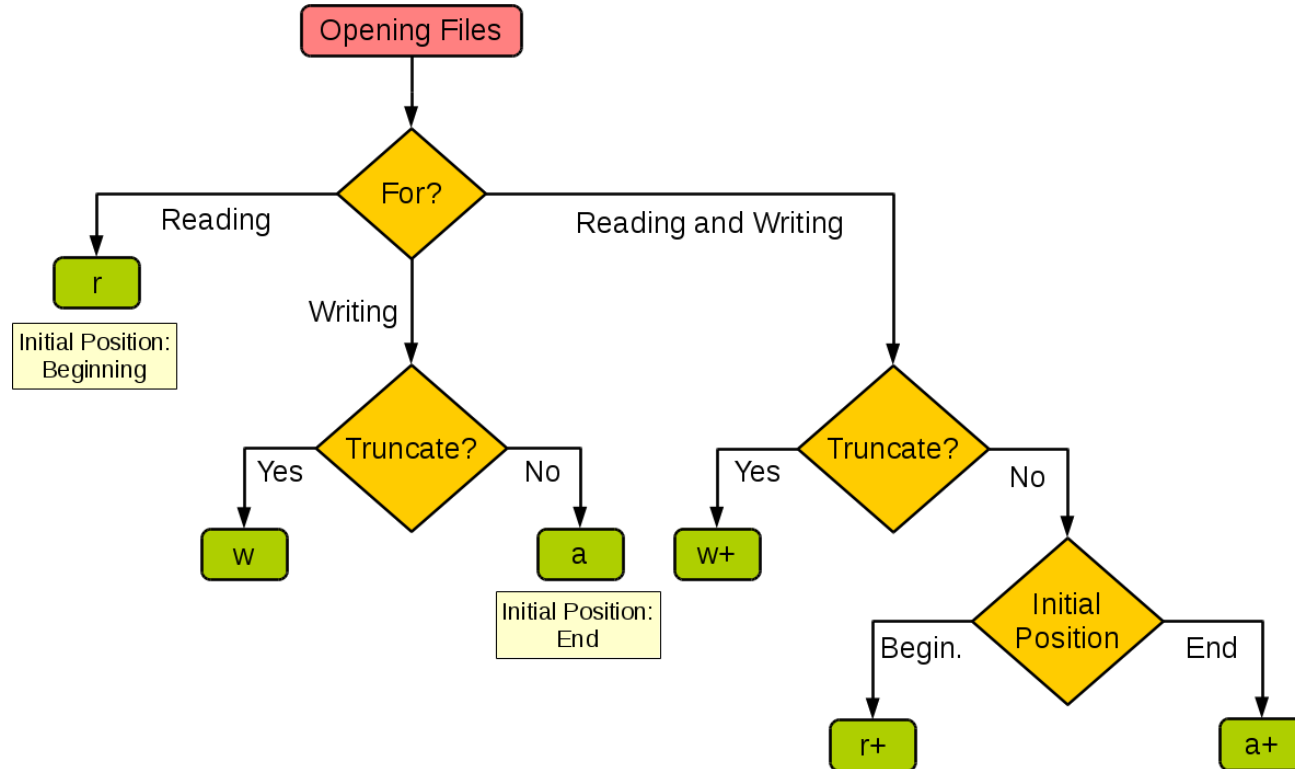 Opening Files
For?
Reading
Reading and Writing
r
Writing
Initial Position:
Beginning
Truncate?
Truncate?
Yes
No
Yes
No
w
a
w+
Initial Position:
End
Initial
Position
Begin.
End
r+
a+